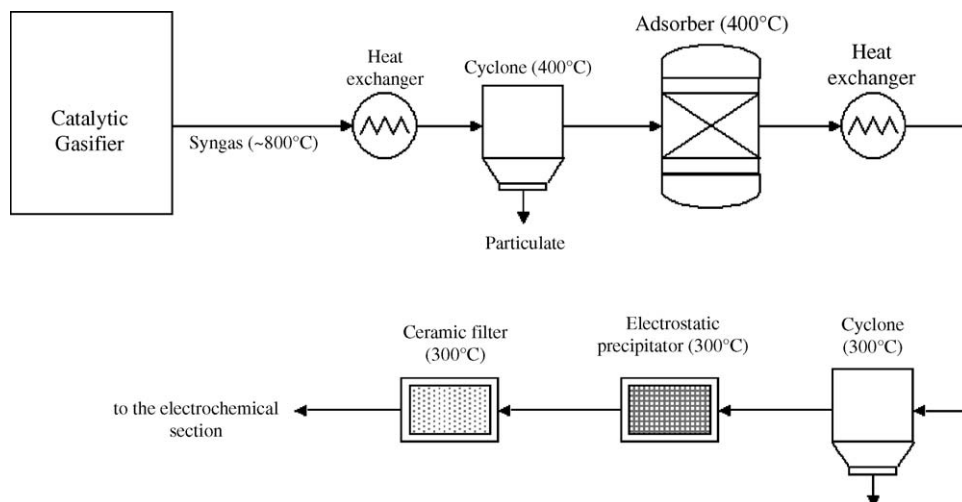 Catalytic
Gasifier
Syngas (~800°C)
Heat
exchanger
Cyclone (400°C)
Particulate
Adsorber (400°C)
Heat
exchanger
Cyclone
(300°C)
Electrostatic
precipitator (300°C)
Ceramic filter
(300°C)
to the electrochemical
section